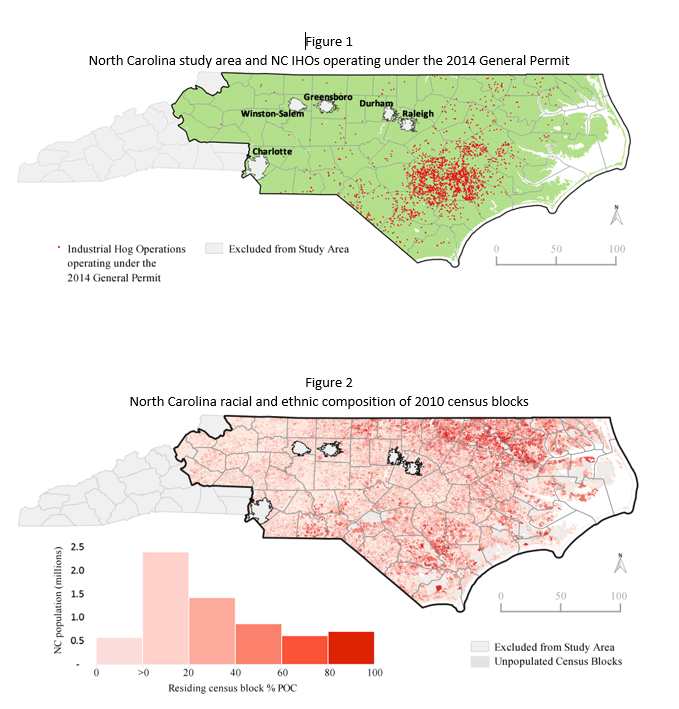 Figure 1
North Carolina study area and NC IHOs operating under the 2014 General Permit
Greensboro
Winston-Salem
Durham
Raleigh
Charlotte
N
Industrial Hog Operations
operating under the
2014 General Permit
Excluded from Study Area
0 50 100
Figure 2
North Carolina racial and ethnic composition of 2010 census blocks
NC population (millions)
2.5
2.0
1.5
1.0
0.5
-
0 >0 20 40 60 80 100
Residing census block % POC
N
0 50 100
Excluded from Study Area
Unpopulated Census Blocks